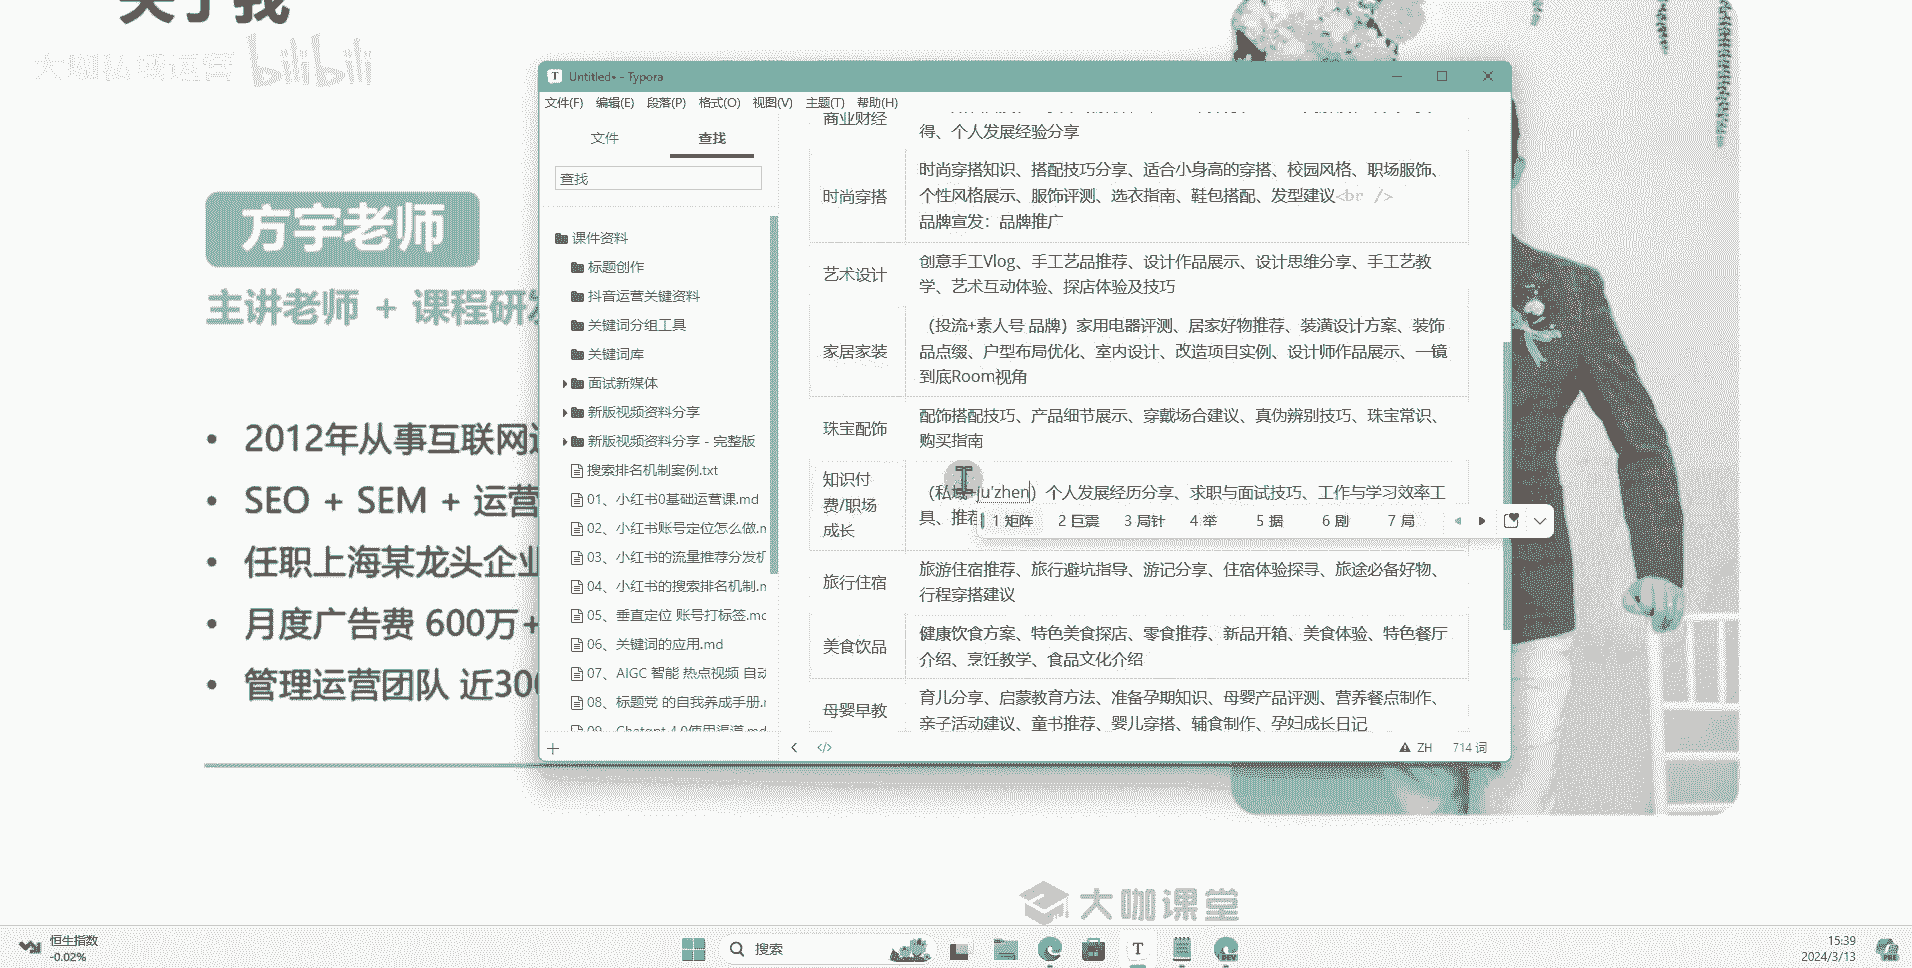 关于我
大咖私域运营 bilibili
方宇老师
主讲老师 + 课程研发
2012年从事互联网运
SEO + SEM + 运营
任职上海某龙头企业
月度广告费 600万+
管理运营团队 近300
Untitled• - Typora
文件(F) 编辑(E) 段落(P) 格式(O) 视图(V) 主题(T) 帮助(H)
文件 查找
查找
课件资料
标题创作
抖音运营关键资料
关键词分组工具
关键词库
面试新媒体
新版视频资料分享
新版视频资料分享 - 完整版
搜索排名机制案例.txt
01、小红书0基础运营课.md
02、小红书账号定位怎么做.m
03、小红书的流量推荐分发机
04、小红书的搜索排名机制.m
05、垂直定位 账号打标签.mc
06、关键词的应用.md
07、AIGC 智能 热点视频 自动
08、标题党 的自我养成手册.r
09、Chatgpt 4.0使用渠道.md
商业财经
得、个人发展经验分享
时尚穿搭
时尚穿搭知识、搭配技巧分享、适合小身高的穿搭、校园风格、职场服饰、
个性风格展示、服饰评测、选衣指南、鞋包搭配、发型建议<br />
品牌宣发：品牌推广
艺术设计
创意手工Vlog、手工艺品推荐、设计作品展示、设计思维分享、手工艺教
学、艺术互动体验、探店体验及技巧
家居家装
（投流+素人号 品牌）家用电器评测、居家好物推荐、装潢设计方案、装饰
品点缀、户型布局优化、室内设计、改造项目实例、设计师作品展示、一镜
到底Room视角
珠宝配饰
配饰搭配技巧、产品细节展示、穿戴场合建议、真伪辨别技巧、珠宝常识、
购买指南
知识付
费/职场
成长
（私域+ju'zhen）个人发展经历分享、求职与面试技巧、工作与学习效率工
具、推荐
1 矩阵 2 巨震 3 局针 4 举 5 据 6 剧 7 局
旅行住宿
旅游住宿推荐、旅行避坑指导、游记分享、住宿体验探寻、旅途必备好物、
行程穿搭建议
美食饮品
健康饮食方案、特色美食探店、零食推荐、新品开箱、美食体验、特色餐厅
介绍、烹饪教学、食品文化介绍
母婴早教
育儿分享、启蒙教育方法、准备孕期知识、母婴产品评测、营养餐点制作、
亲子活动建议、童书推荐、婴儿穿搭、辅食制作、孕妇成长日记
ZH 714 词
大咖课堂
恒生指数
-0.02%
搜索
DEV
15:39
2024/3/13
PRE